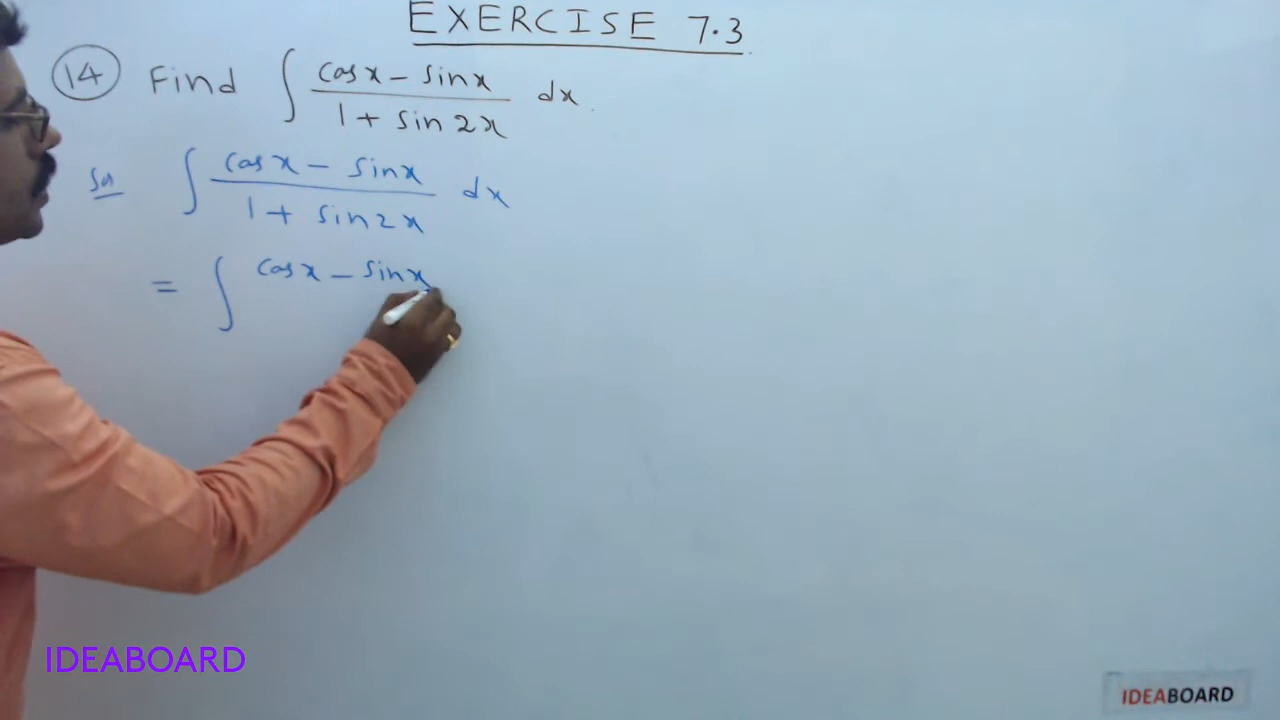 EXERCISE 7.3
14 Find ∫ (cos x − sin x)/(1 + sin 2x) dx.
Sol ∫ (cos x − sin x)/(1 + sin 2x) dx
= ∫ cos x − sin x
IDEABOARD
IDEABOARD